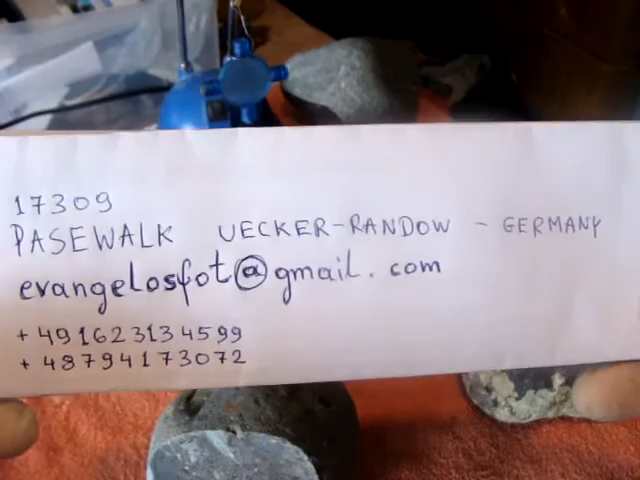 17309
PASEWALK UECKER-RANDOW - GERMANY
evangelosfot@gmail.com
+491623134599
+48794173072